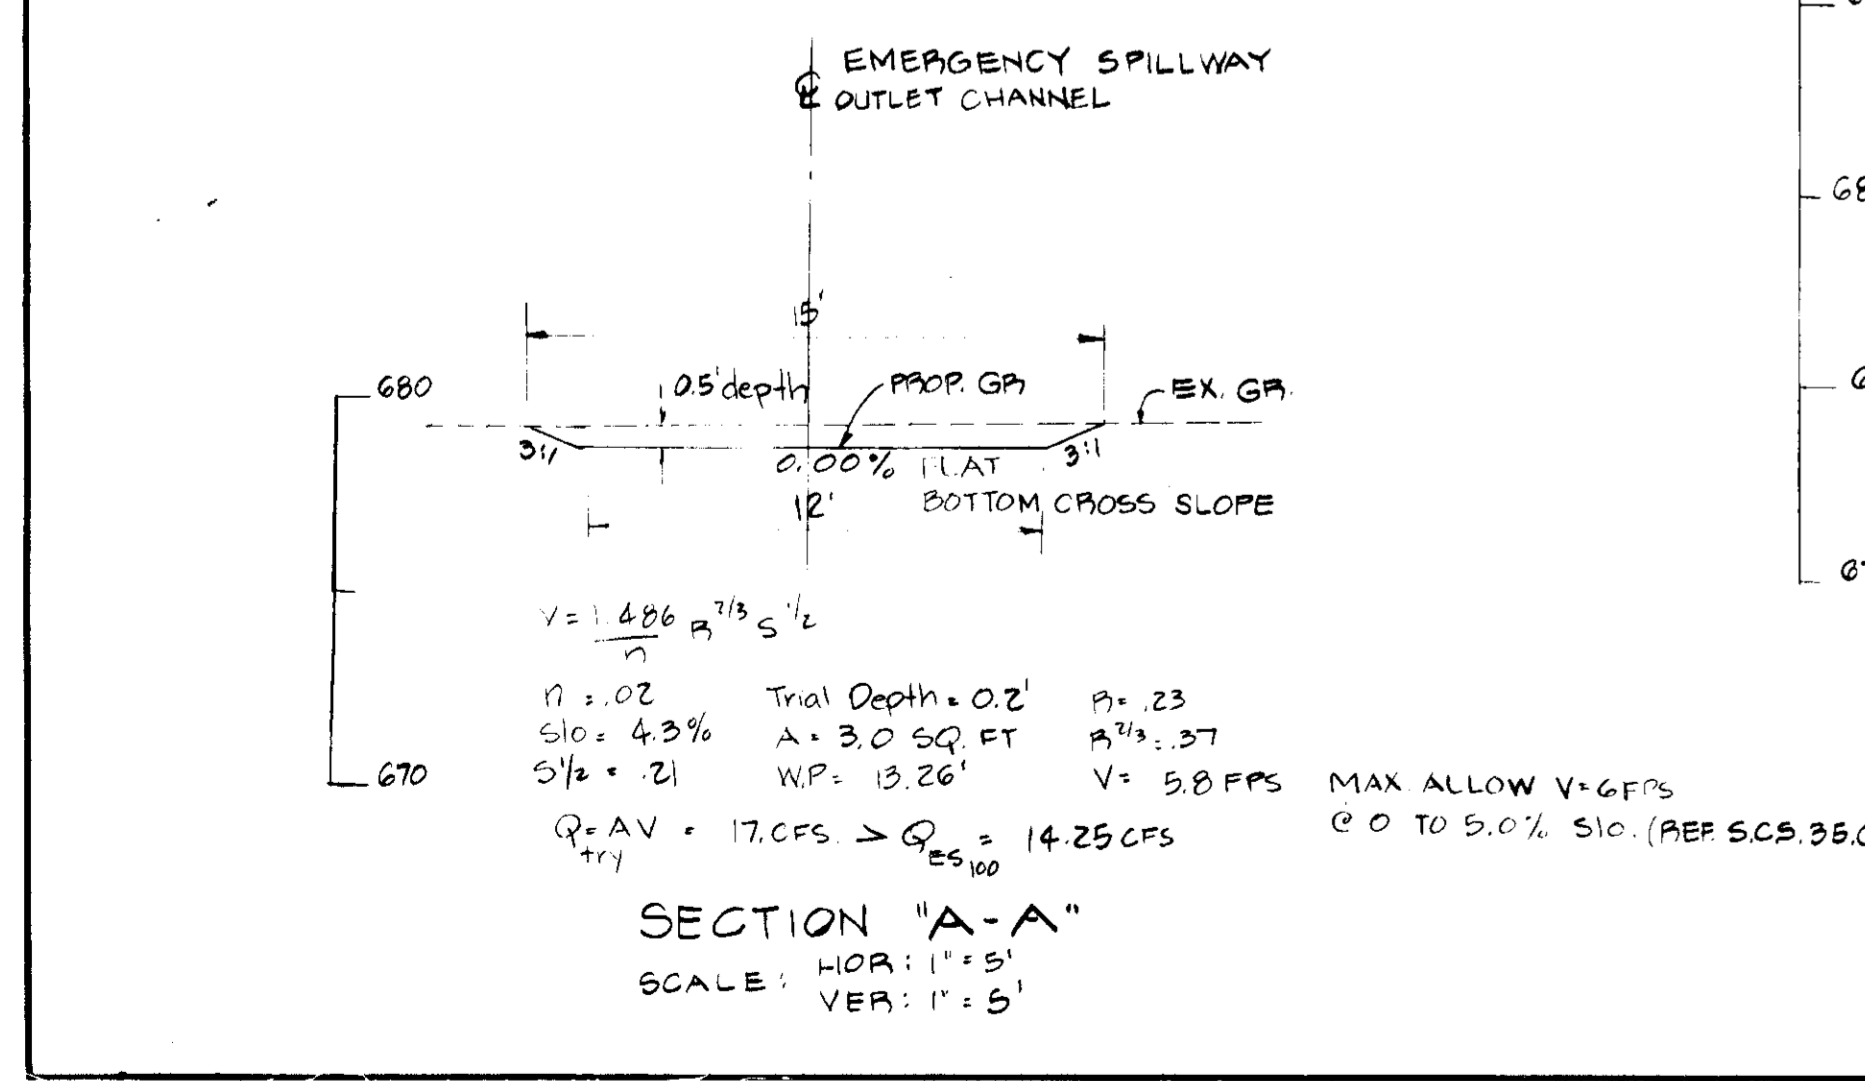 EMERGENCY SPILLWAY
℄ OUTLET CHANNEL
15'
680
0.5' depth
PROP. GR
EX. GR.
3:1
3:1
0.00% FLAT
12'
BOTTOM CROSS SLOPE
V = 1.486 R^2/3 S^1/2
n
n = .02 Trial Depth = 0.2' R = .23
Slo = 4.3% A = 3.0 SQ. FT R^2/3 = .37
670
S^1/2 = .21 W.P = 13.26' V = 5.8 FPS MAX. ALLOW V=6FPS
Q = AV = 17. CFS. > Q = 14.25 CFS @ 0 TO 5.0% Slo. (REF. S.C.S. 35.
try ES 100
SECTION "A-A"
SCALE: HOR: 1" = 5'
VER: 1" = 5'